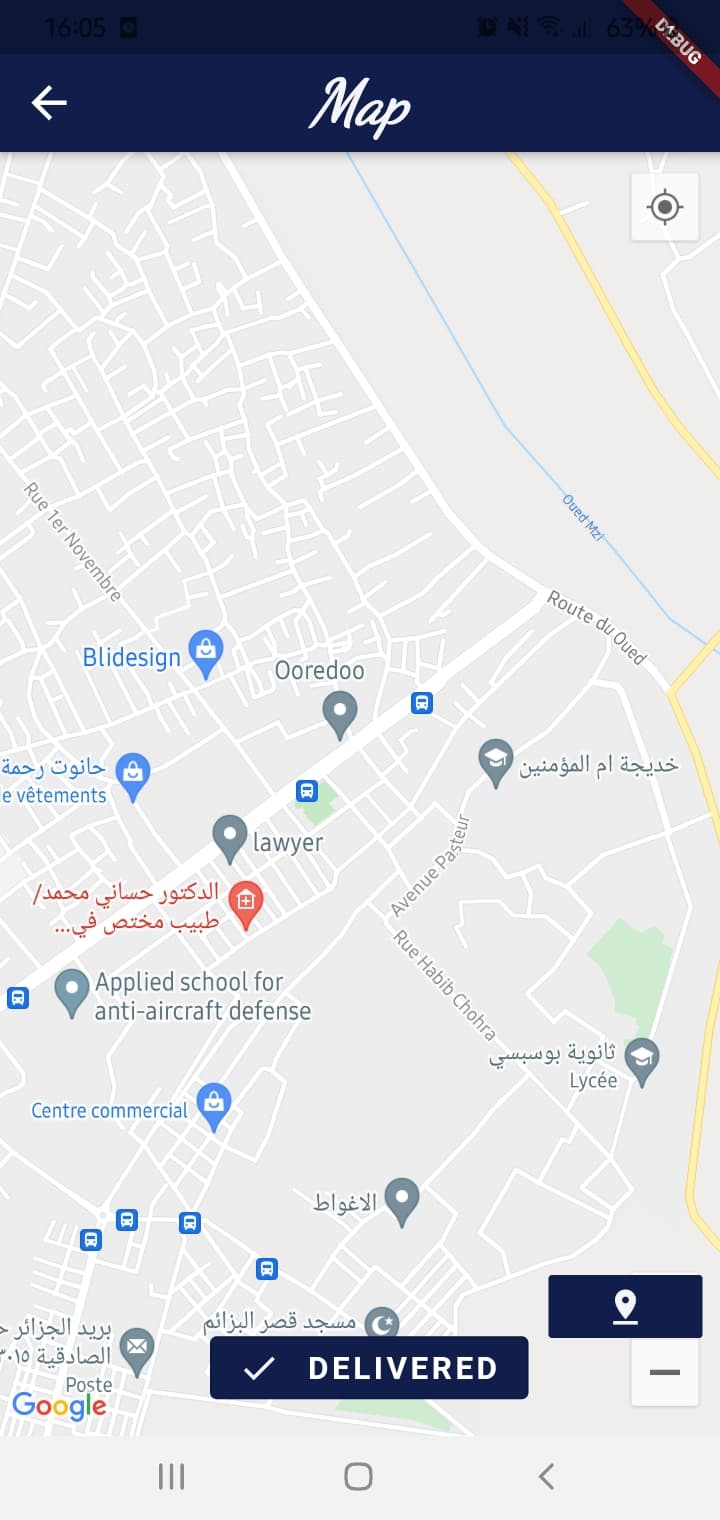 16:05
63%
Map
Rue 1er Novembre
Oued Mzi
Route du Oued
Blidesign
Ooredoo
حانوت رحمة
e vêtements
خديجة ام المؤمنين
lawyer
Avenue Pasteur
الدكتور حساني محمد/
طبيب مختص في...
Rue Habib Chohra
Applied school for
anti-aircraft defense
ثانوية بوسبسي
Lycée
Centre commercial
الاغواط
مسجد قصر البزائم
بريد الجزائر
الصادقية
Poste
DELIVERED
Google